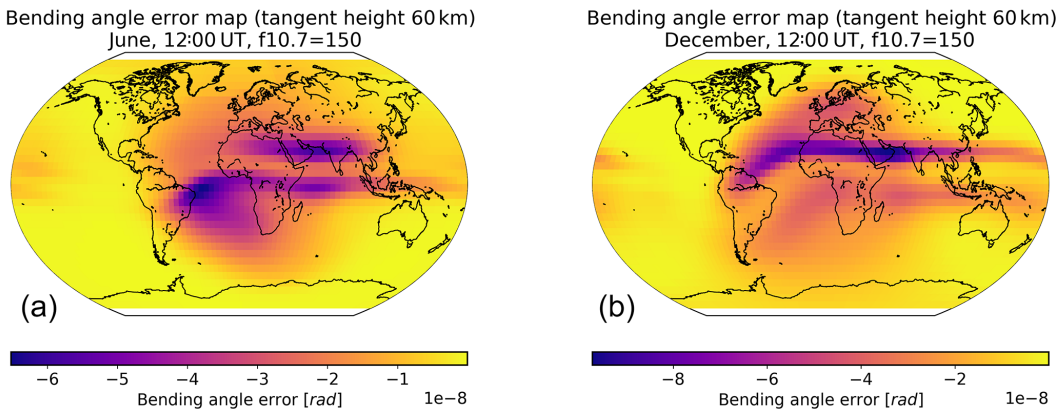 Bending angle error map (tangent height 60 km)
June, 12:00 UT, f10.7=150
(a)
−6 −5 −4 −3 −2 −1
Bending angle error [rad]
1e−8
Bending angle error map (tangent height 60 km)
December, 12:00 UT, f10.7=150
(b)
−8 −6 −4 −2
Bending angle error [rad]
1e−8